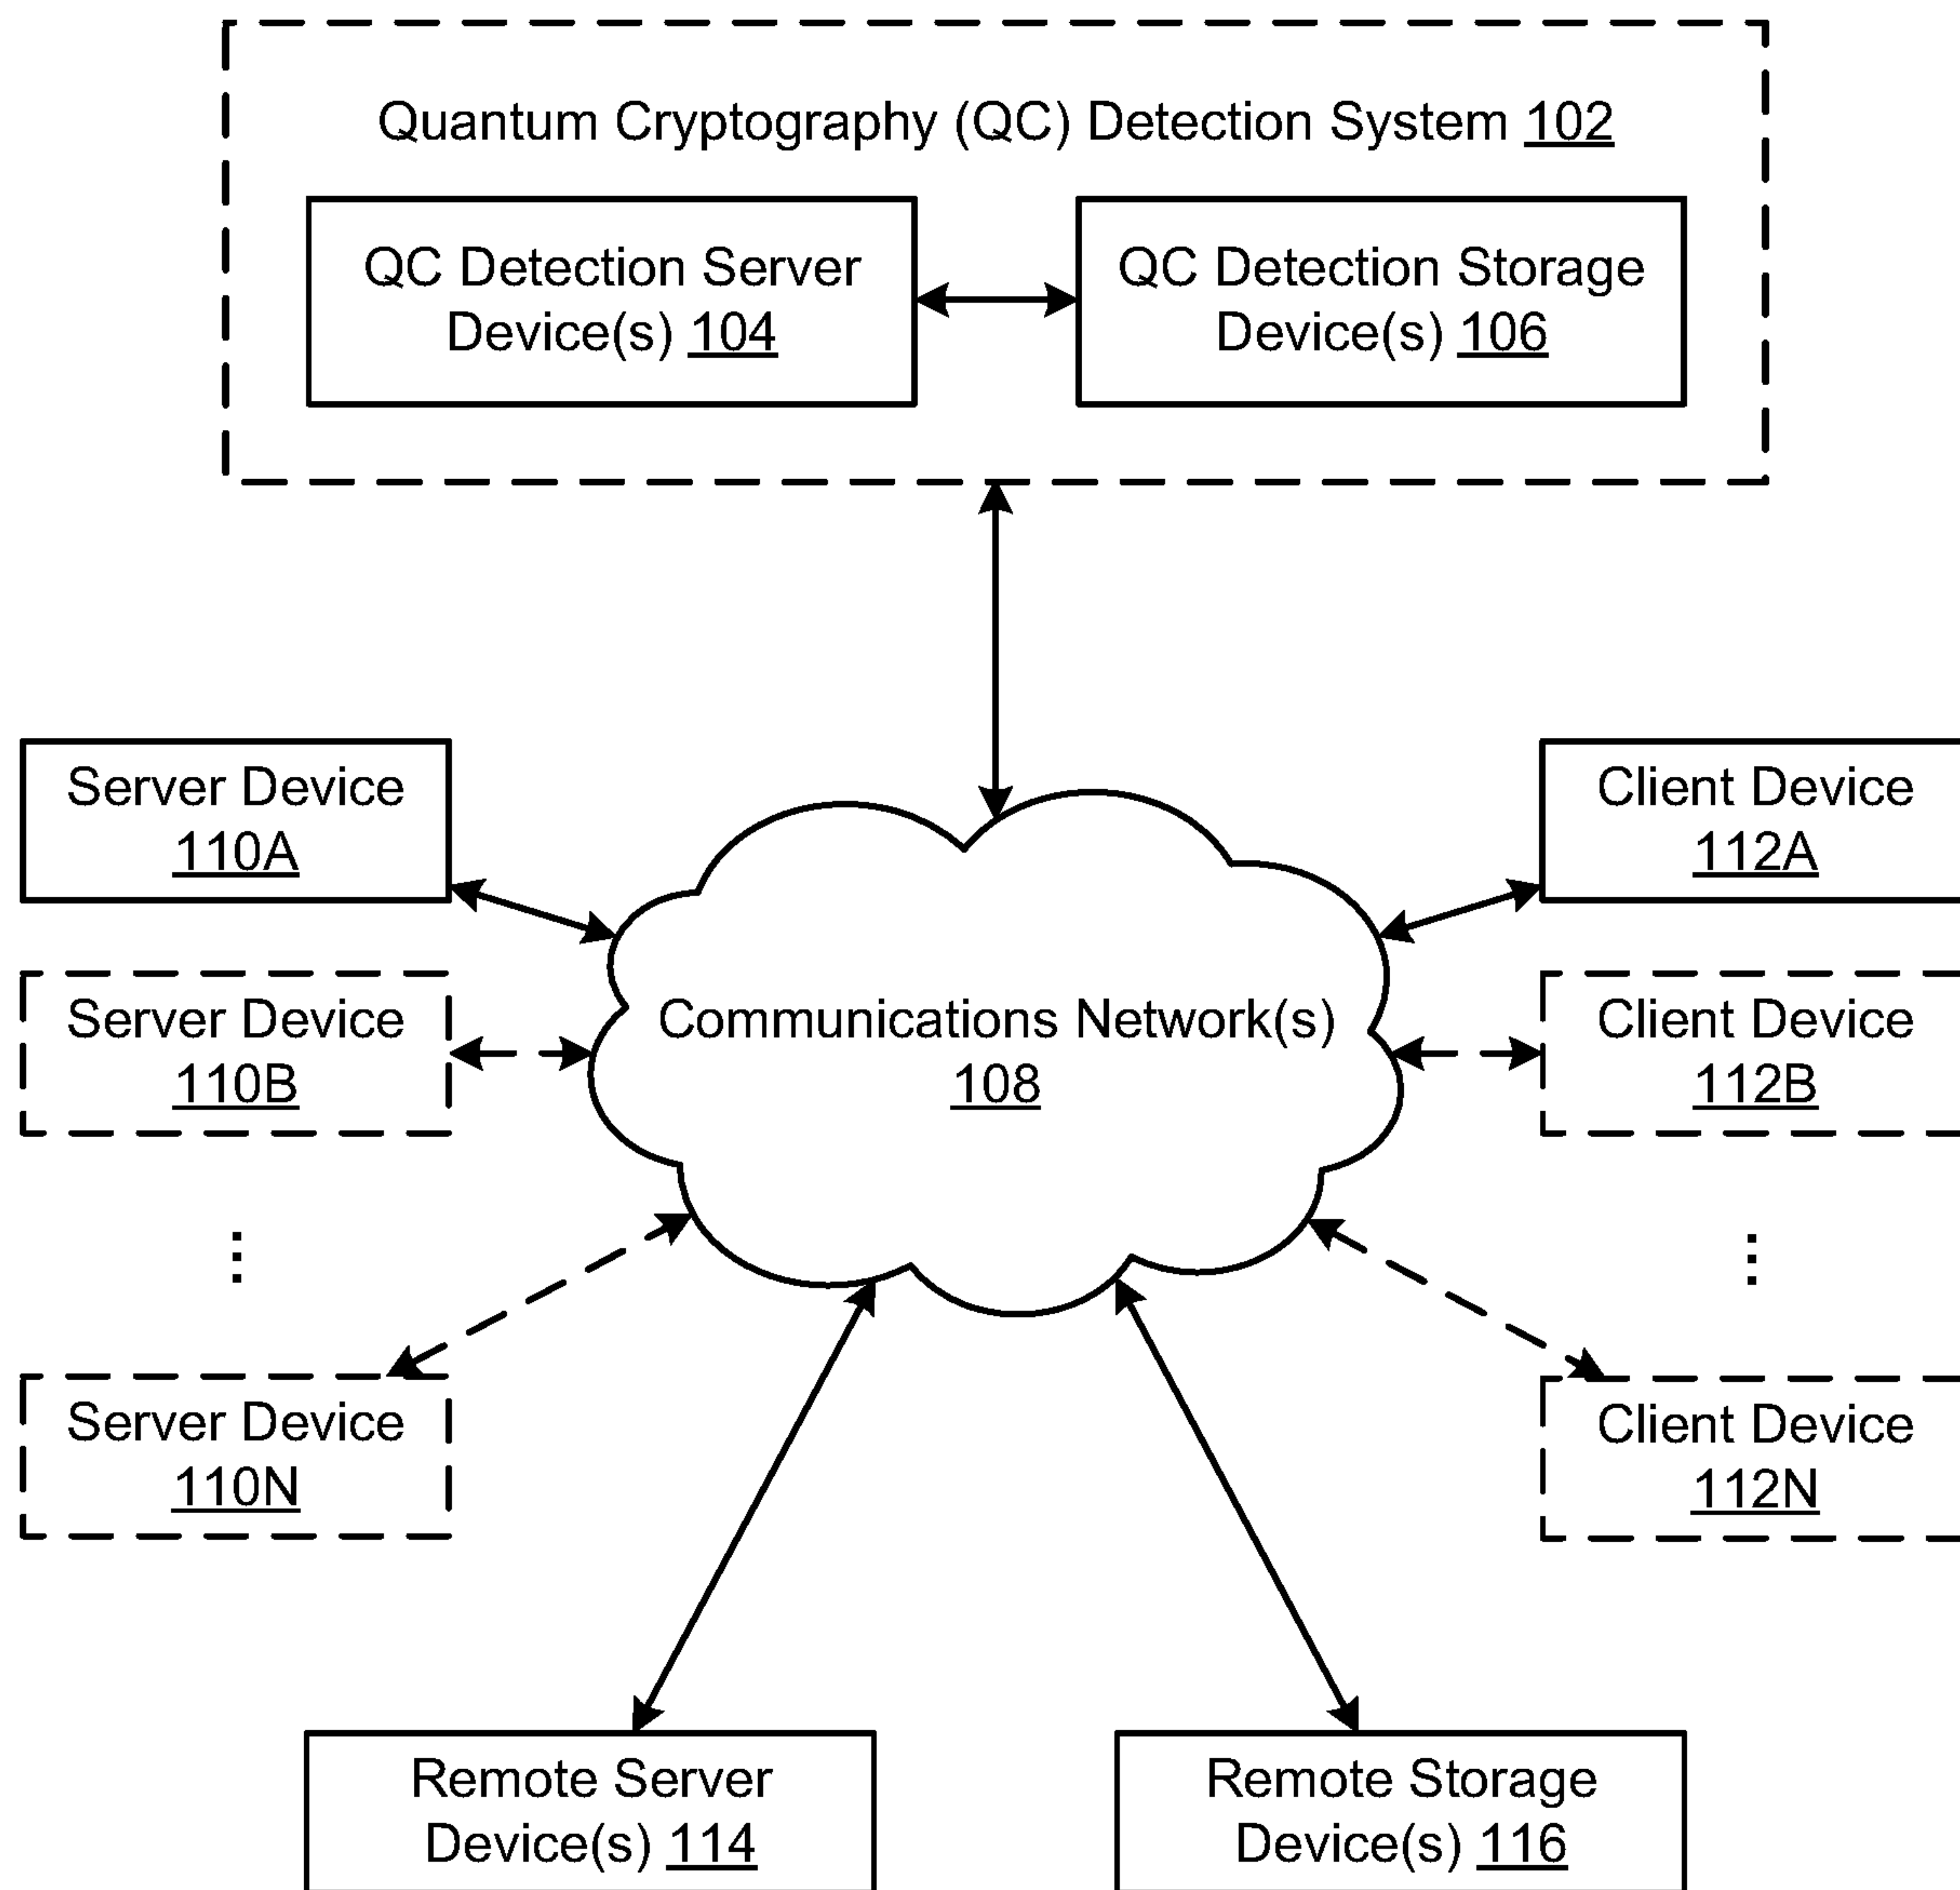 Quantum Cryptography (QC) Detection System 102
QC Detection Server
Device(s) 104
QC Detection Storage
Device(s) 106
Server Device
110A
Client Device
112A
Server Device
110B
Communications Network(s)
108
Client Device
112B
Server Device
110N
Client Device
112N
Remote Server
Device(s) 114
Remote Storage
Device(s) 116